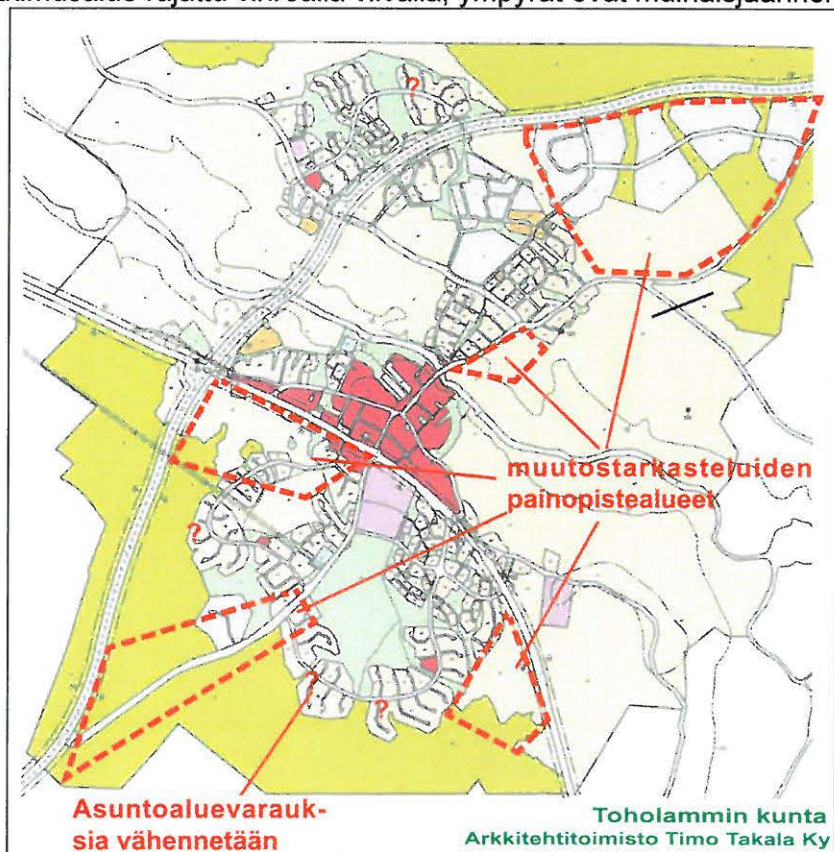 ?
muutostarkasteluiden
painopistealueet
?
?
?
Asuntoaluevarauk-
sia vähennetään
Toholammin kunta
Arkkitehtitoimisto Timo Takala Ky